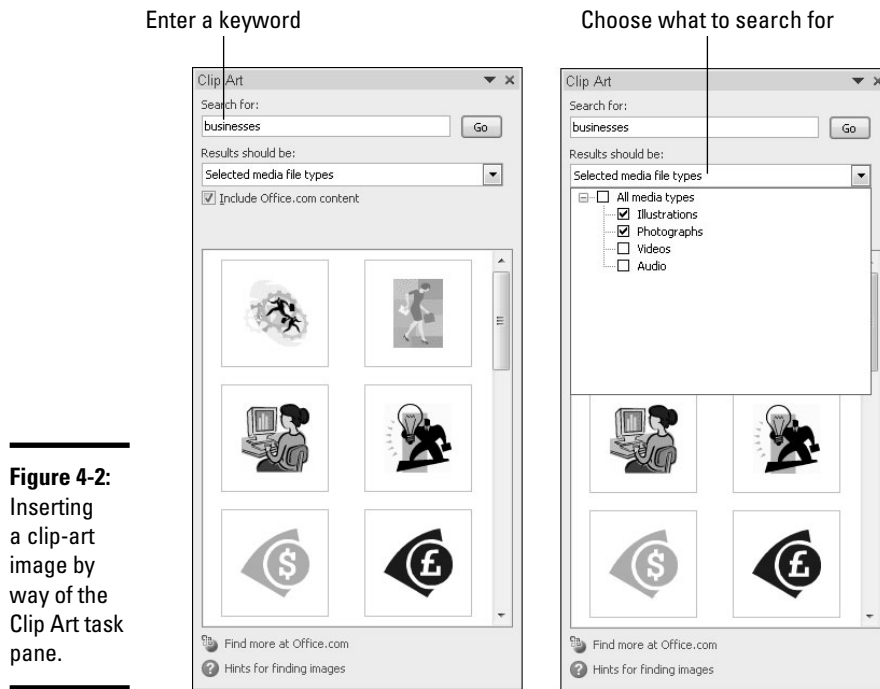 Enter a keyword
Choose what to search for
Clip Art
Search for:
businesses
Go
Results should be:
Selected media file types
Include Office.com content
$
£
Find more at Office.com
Hints for finding images
Clip Art
Search for:
businesses
Go
Results should be:
Selected media file types
All media types
Illustrations
Photographs
Videos
Audio
$
£
Find more at Office.com
Hints for finding images
Figure 4-2:
Inserting
a clip-art
image by
way of the
Clip Art task
pane.